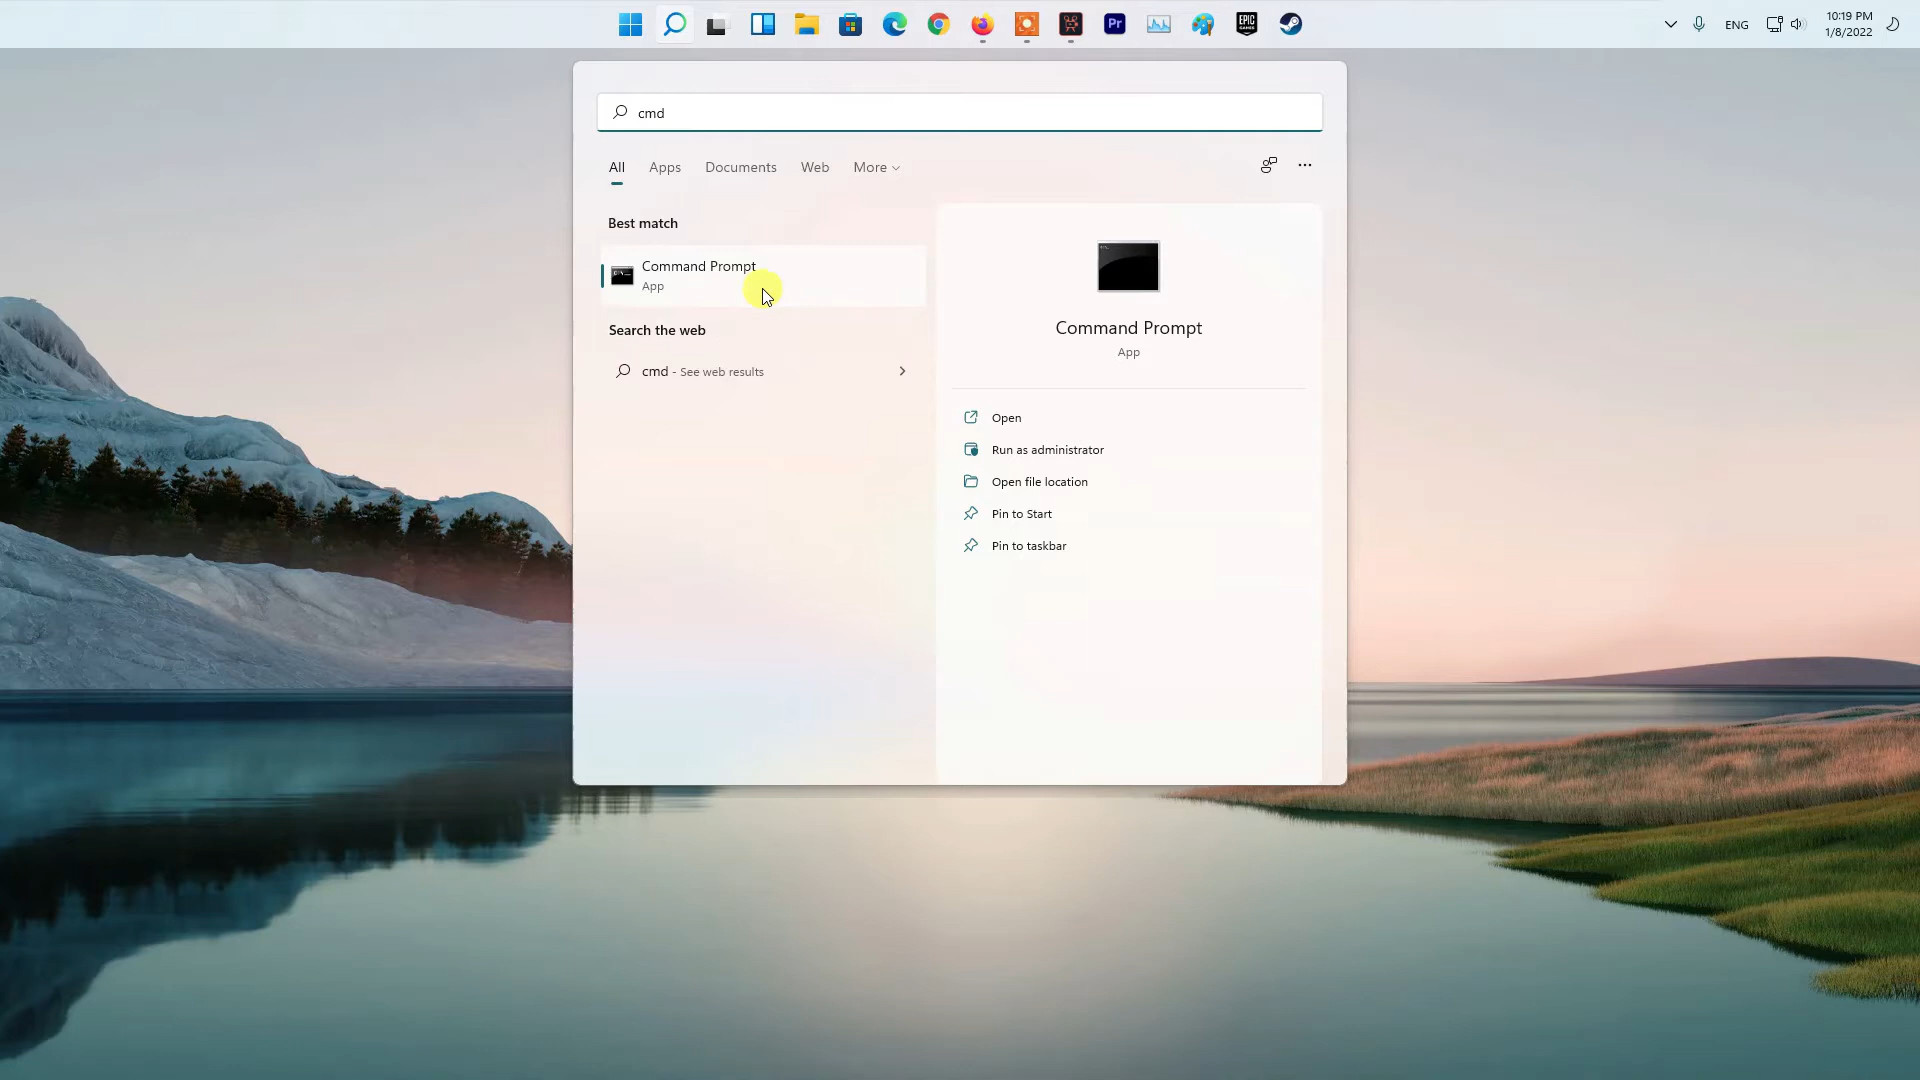 Pr
EPIC
GAMES
ENG
10:19 PM
1/8/2022
cmd
All
Apps
Documents
Web
More
Best match
Command Prompt
App
Search the web
cmd - See web results
Command Prompt
App
Open
Run as administrator
Open file location
Pin to Start
Pin to taskbar